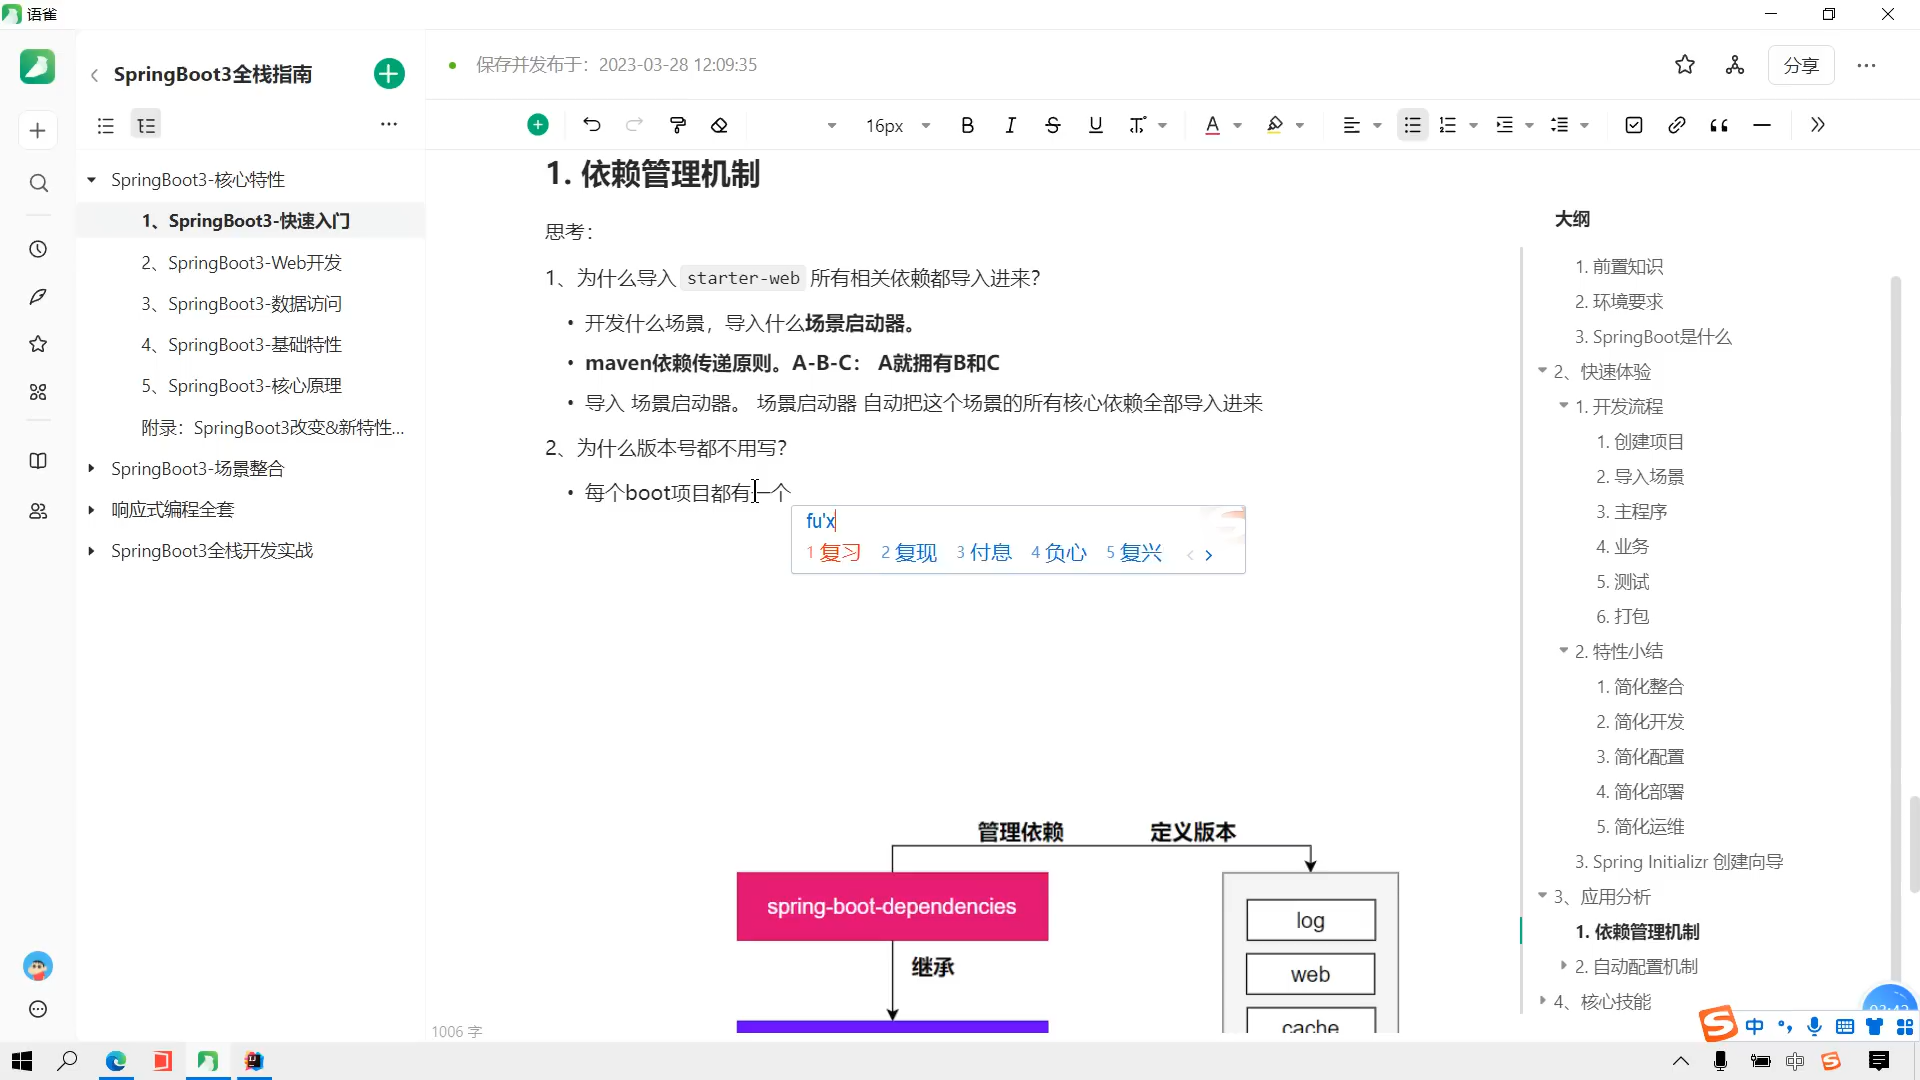 语雀
SpringBoot3全栈指南
保存并发布于：2023-03-28 12:09:35
分享
16px
SpringBoot3-核心特性
1、SpringBoot3-快速入门
2、SpringBoot3-Web开发
3、SpringBoot3-数据访问
4、SpringBoot3-基础特性
5、SpringBoot3-核心原理
附录：SpringBoot3改变&新特性...
SpringBoot3-场景整合
响应式编程全套
SpringBoot3全栈开发实战
1. 依赖管理机制
思考：
1、为什么导入 starter-web 所有相关依赖都导入进来？
• 开发什么场景，导入什么场景启动器。
• maven依赖传递原则。A-B-C： A就拥有B和C
• 导入 场景启动器。 场景启动器 自动把这个场景的所有核心依赖全部导入进来
2、为什么版本号都不用写？
• 每个boot项目都有一个
fu'x
1 复习 2 复现 3 付息 4 负心 5 复兴
管理依赖 定义版本
spring-boot-dependencies
log
继承
web
cache
1006 字
大纲
1. 前置知识
2. 环境要求
3. SpringBoot是什么
2、快速体验
1. 开发流程
1. 创建项目
2. 导入场景
3. 主程序
4. 业务
5. 测试
6. 打包
2. 特性小结
1. 简化整合
2. 简化开发
3. 简化配置
4. 简化部署
5. 简化运维
3. Spring Initializr 创建向导
3、应用分析
1. 依赖管理机制
2. 自动配置机制
4、核心技能
中
中